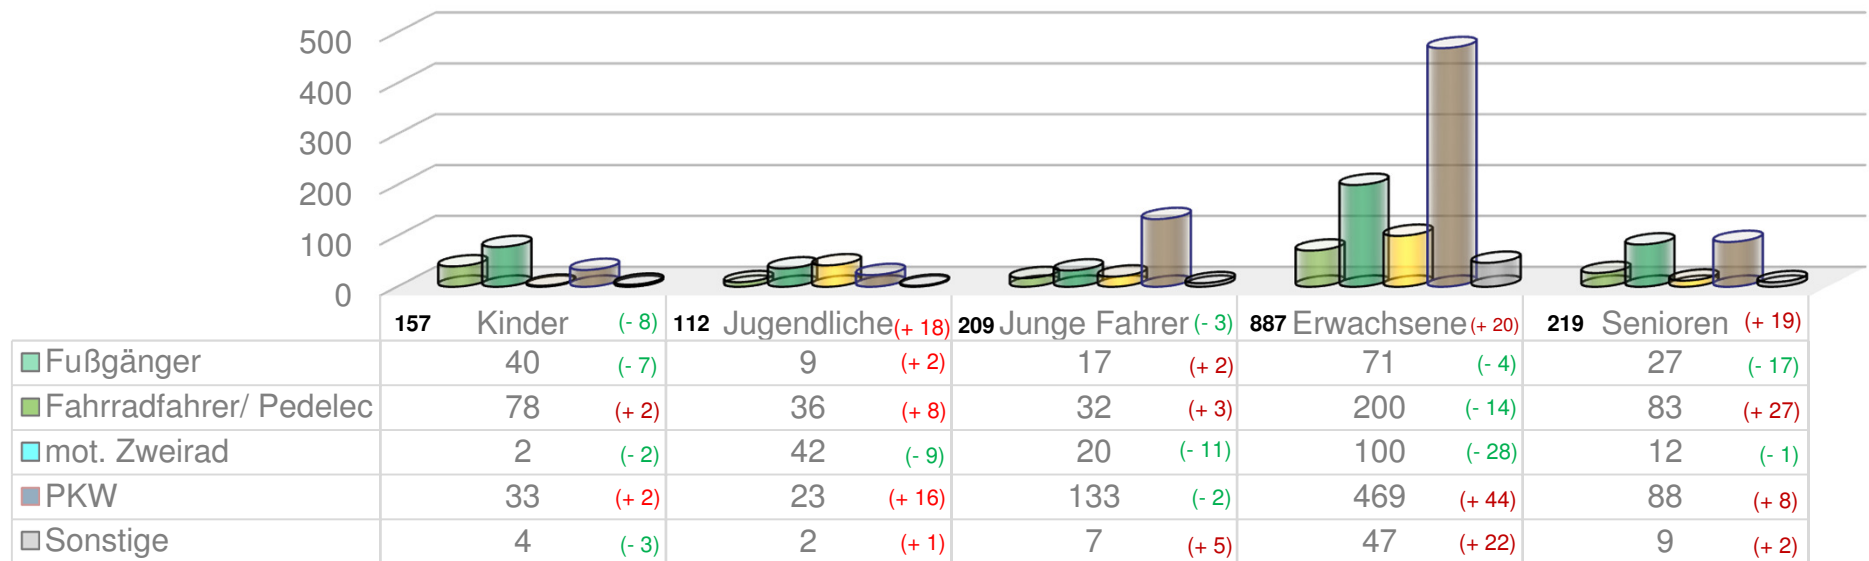 500
400
300
200
100
0
157 Kinder (- 8) 112 Jugendliche (+ 18) 209 Junge Fahrer (- 3) 887 Erwachsene (+ 20) 219 Senioren (+ 19)
Fußgänger 40 (- 7) 9 (+ 2) 17 (+ 2) 71 (- 4) 27 (- 17)
Fahrradfahrer/ Pedelec 78 (+ 2) 36 (+ 8) 32 (+ 3) 200 (- 14) 83 (+ 27)
mot. Zweirad 2 (- 2) 42 (- 9) 20 (- 11) 100 (- 28) 12 (- 1)
PKW 33 (+ 2) 23 (+ 16) 133 (- 2) 469 (+ 44) 88 (+ 8)
Sonstige 4 (- 3) 2 (+ 1) 7 (+ 5) 47 (+ 22) 9 (+ 2)